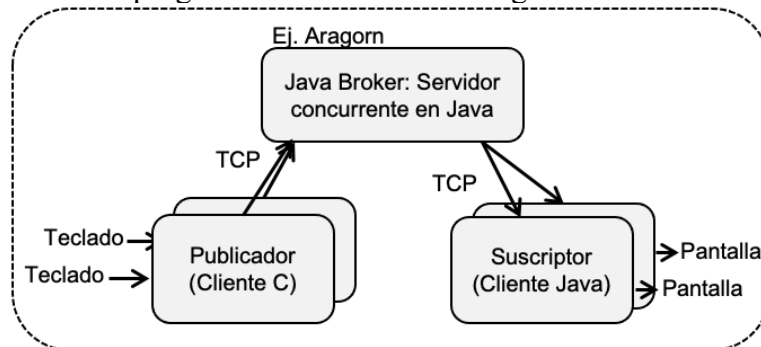 Ej. Aragorn
Java Broker: Servidor
concurrente en Java
TCP
TCP
Teclado
Teclado
Publicador
(Cliente C)
Suscriptor
(Cliente Java)
Pantalla
Pantalla